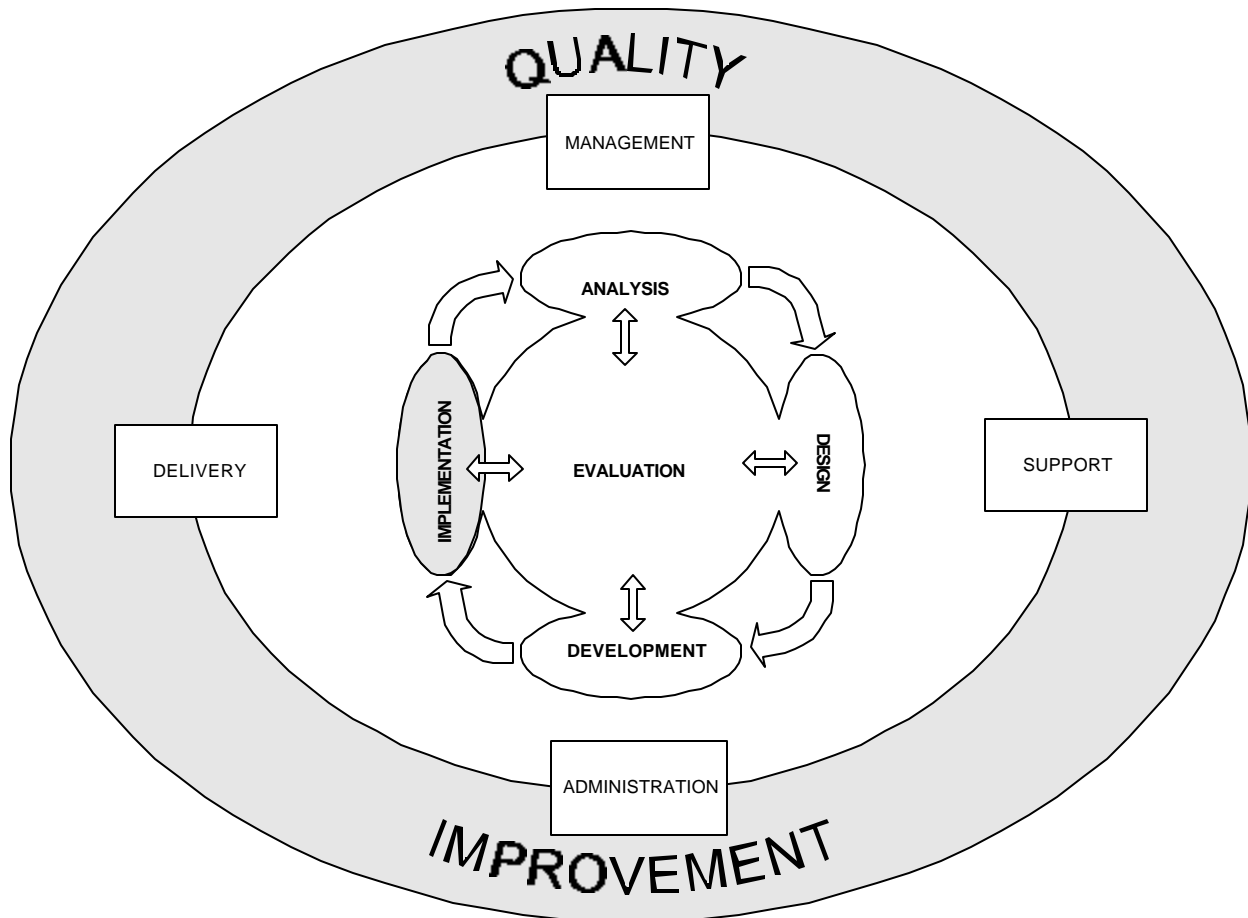 QUALITY
MANAGEMENT
ANALYSIS
DELIVERY
IMPLEMENTATION
EVALUATION
DESIGN
SUPPORT
DEVELOPMENT
ADMINISTRATION
IMPROVEMENT